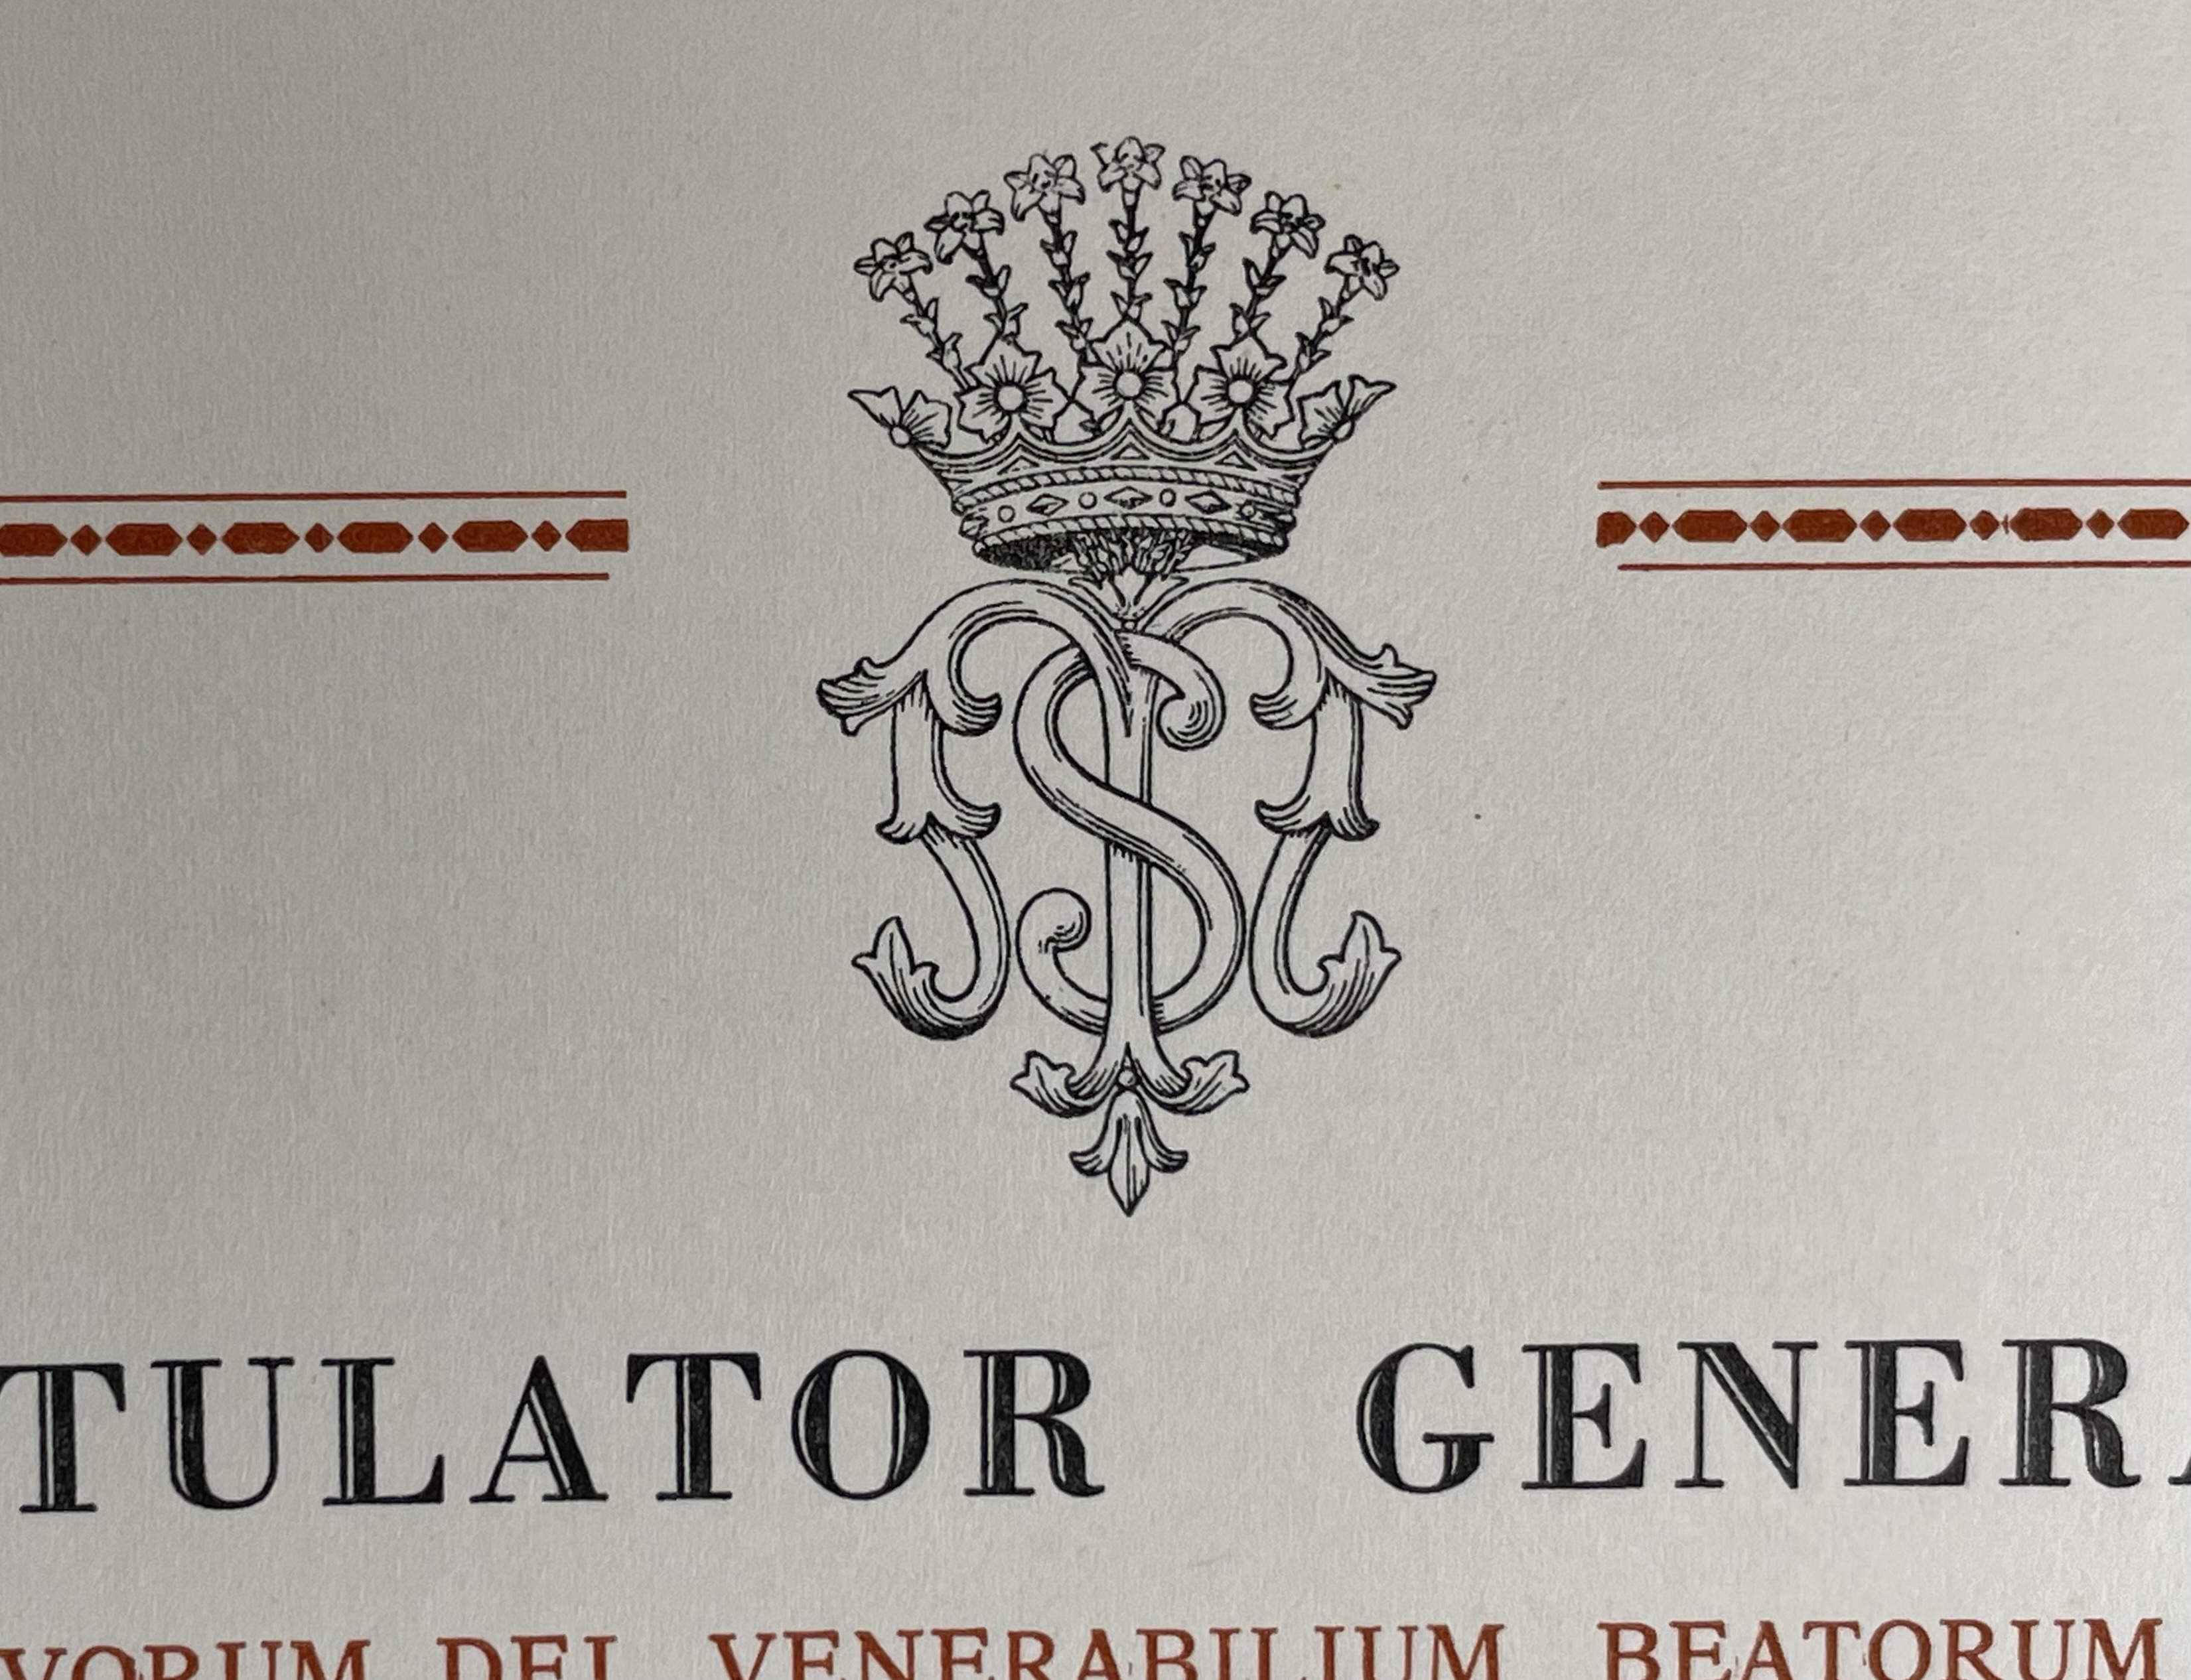 TULATOR GENERA
VORUM DEI VENERABILIUM BEATORUM